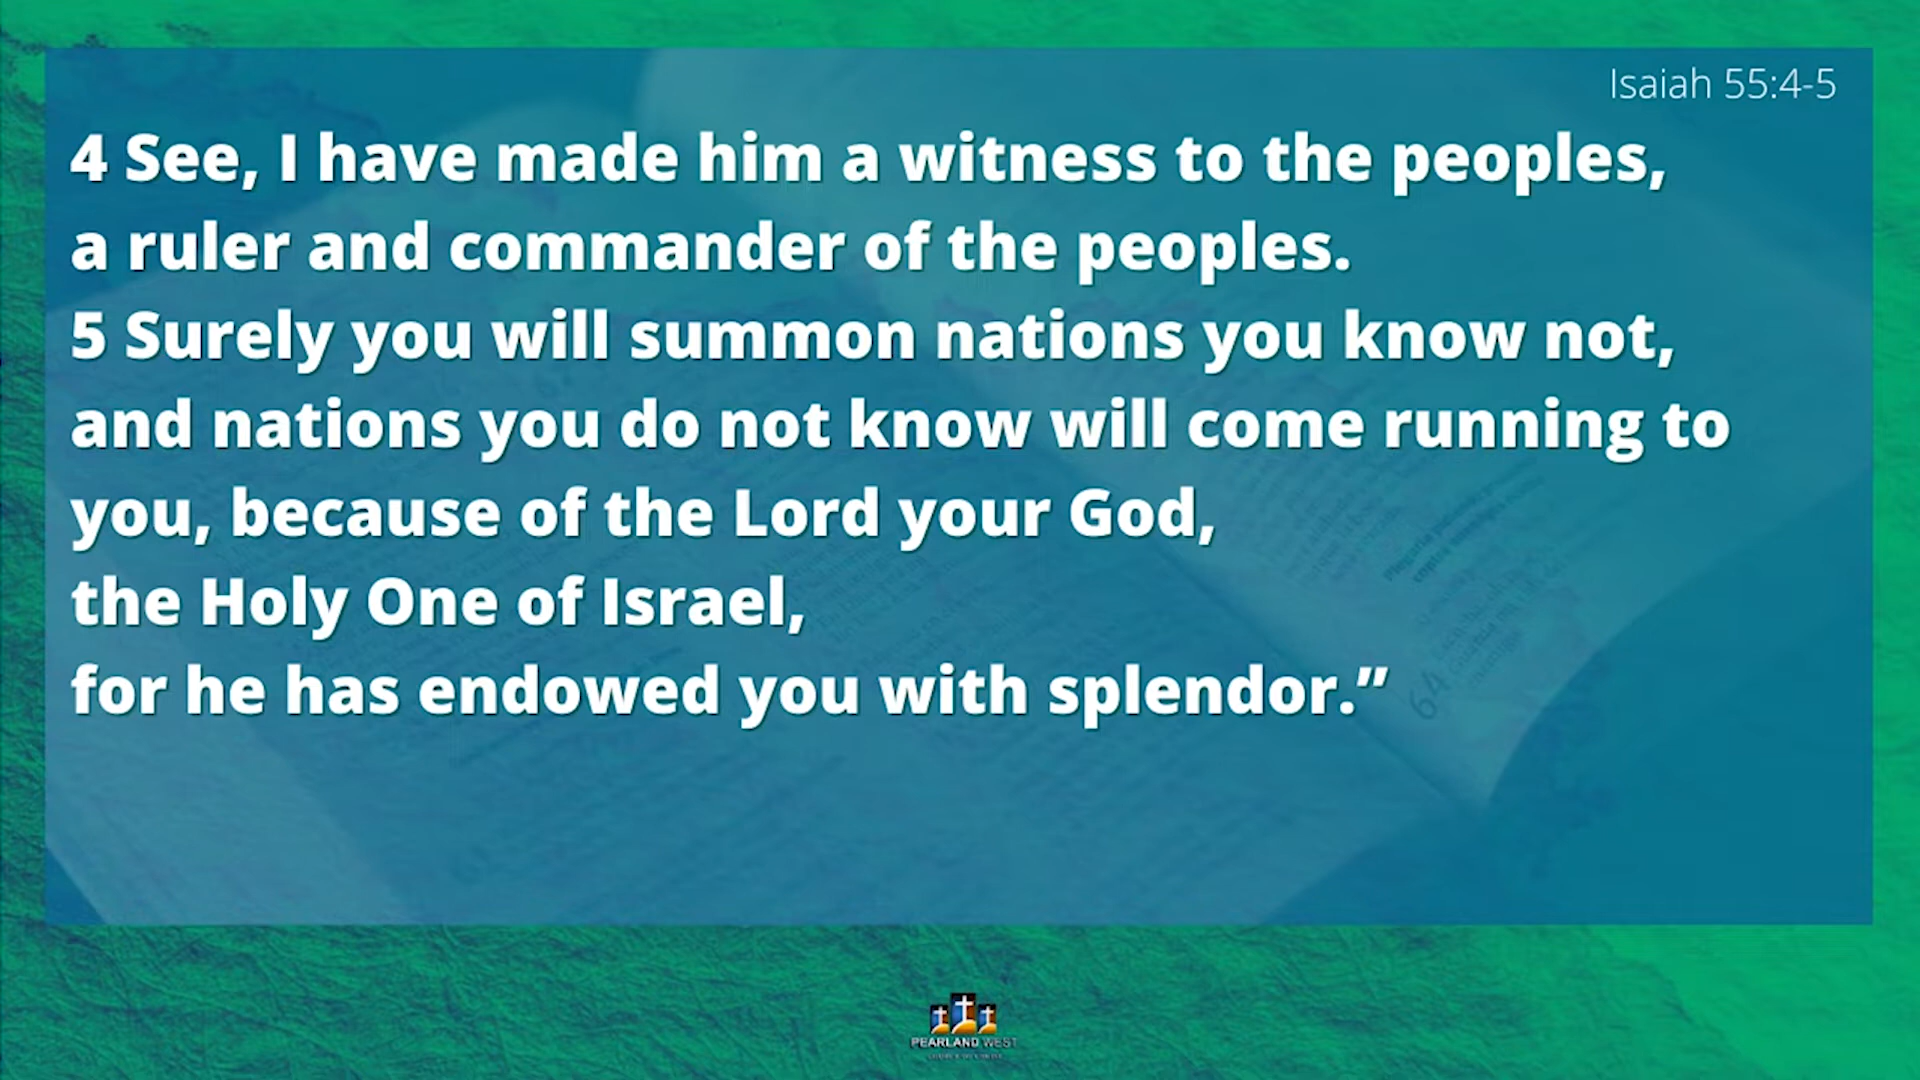 Isaiah 55:4-5
4 See, I have made him a witness to the peoples,
a ruler and commander of the peoples.
5 Surely you will summon nations you know not,
and nations you do not know will come running to
you, because of the Lord your God,
the Holy One of Israel,
for he has endowed you with splendor.”
64
PEARLAND WEST